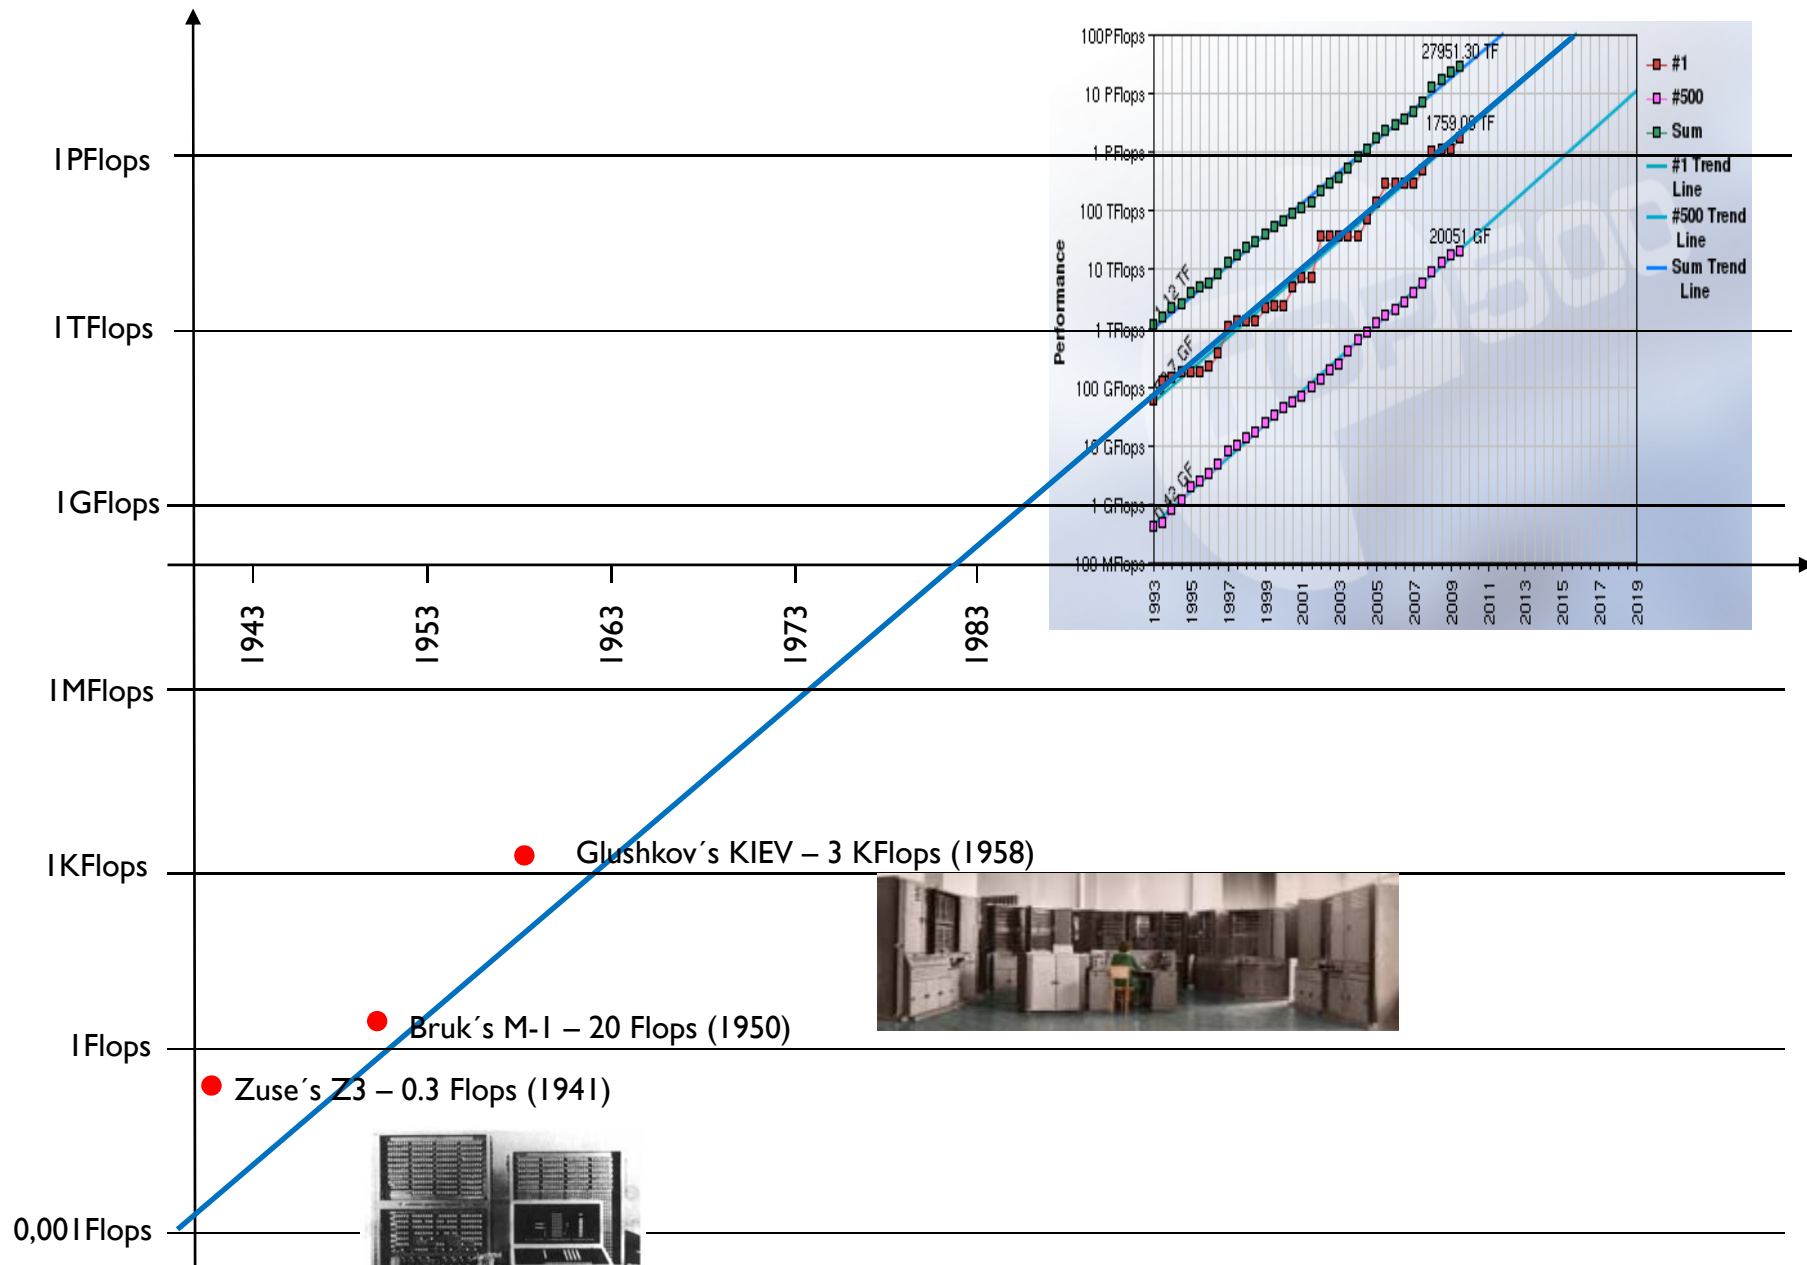 1PFlops
1TFlops
1GFlops
1MFlops
1KFlops
1Flops
0,001Flops
1943
1953
1963
1973
1983
Glushkov´s KIEV – 3 KFlops (1958)
Bruk´s M-1 – 20 Flops (1950)
Zuse´s Z3 – 0.3 Flops (1941)
Performance
100PFlops
10 PFlops
1 PFlops
100 TFlops
10 TFlops
1 TFlops
100 GFlops
10 GFlops
1 GFlops
100 MFlops
27951.30 TF
1759.00 TF
20051 GF
1993
1995
1997
1999
2001
2003
2005
2007
2009
2011
2013
2015
2017
2019
#1
#500
Sum
#1 Trend
Line
#500 Trend
Line
Sum Trend
Line